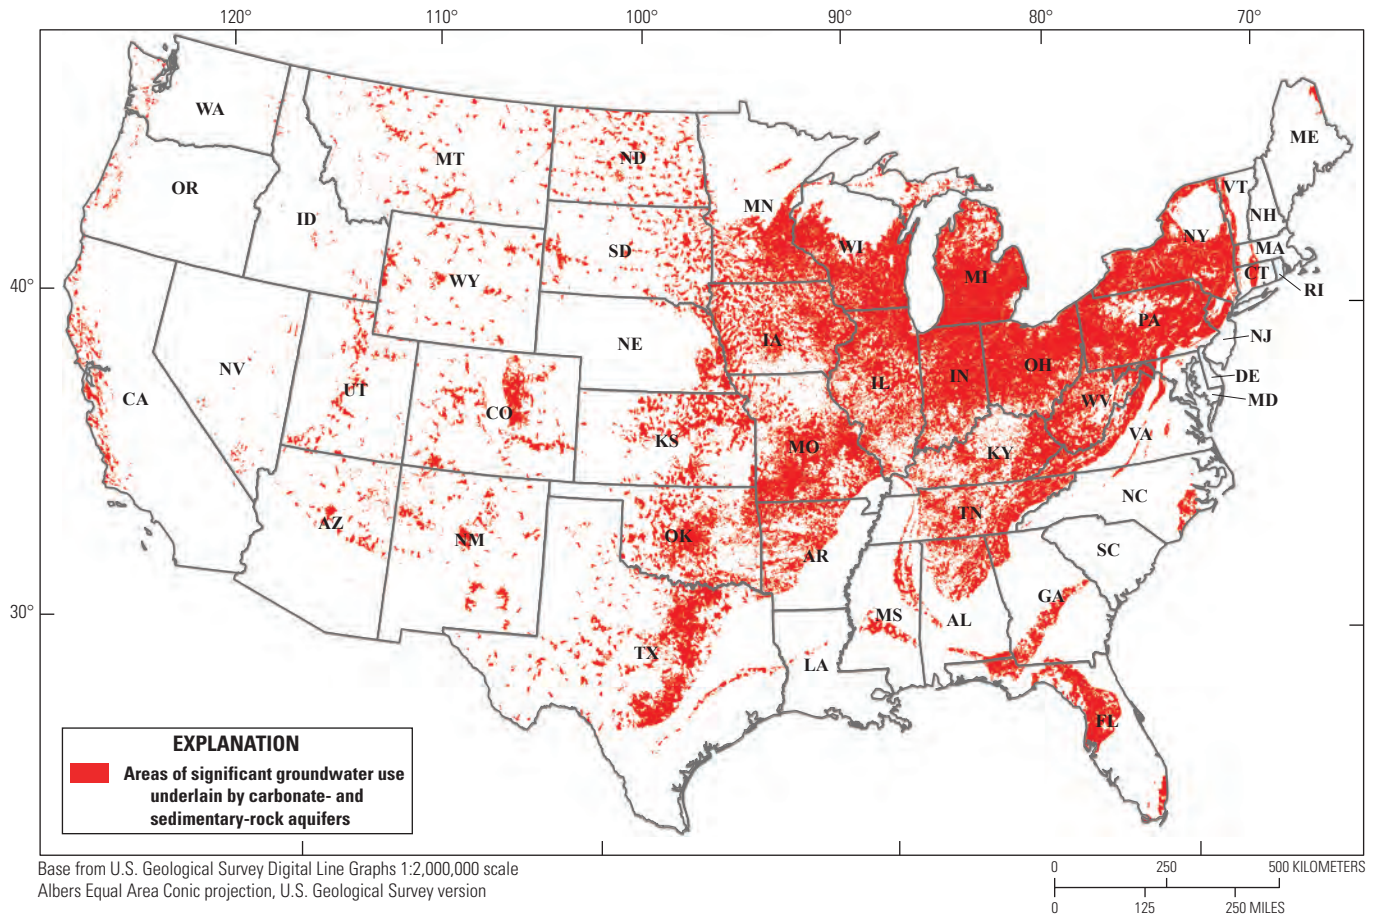 120° 110° 100° 90° 80° 70°
WA
MT
ND
ME
OR
ID
MN
VT
NH
NY
WI
MA
SD
WY
MI
CT
RI
40°
PA
NE
IA
NJ
NV
UT
CO
IL
IN
OH
DE
CA
WV
MD
KS
MO
KY
VA
NC
AZ
NM
OK
TN
AR
SC
GA
30°
MS
AL
TX
LA
FL
EXPLANATION
Areas of significant groundwater use
underlain by carbonate- and
sedimentary-rock aquifers
Base from U.S. Geological Survey Digital Line Graphs 1:2,000,000 scale
Albers Equal Area Conic projection, U.S. Geological Survey version
0 250 500 KILOMETERS
0 125 250 MILES